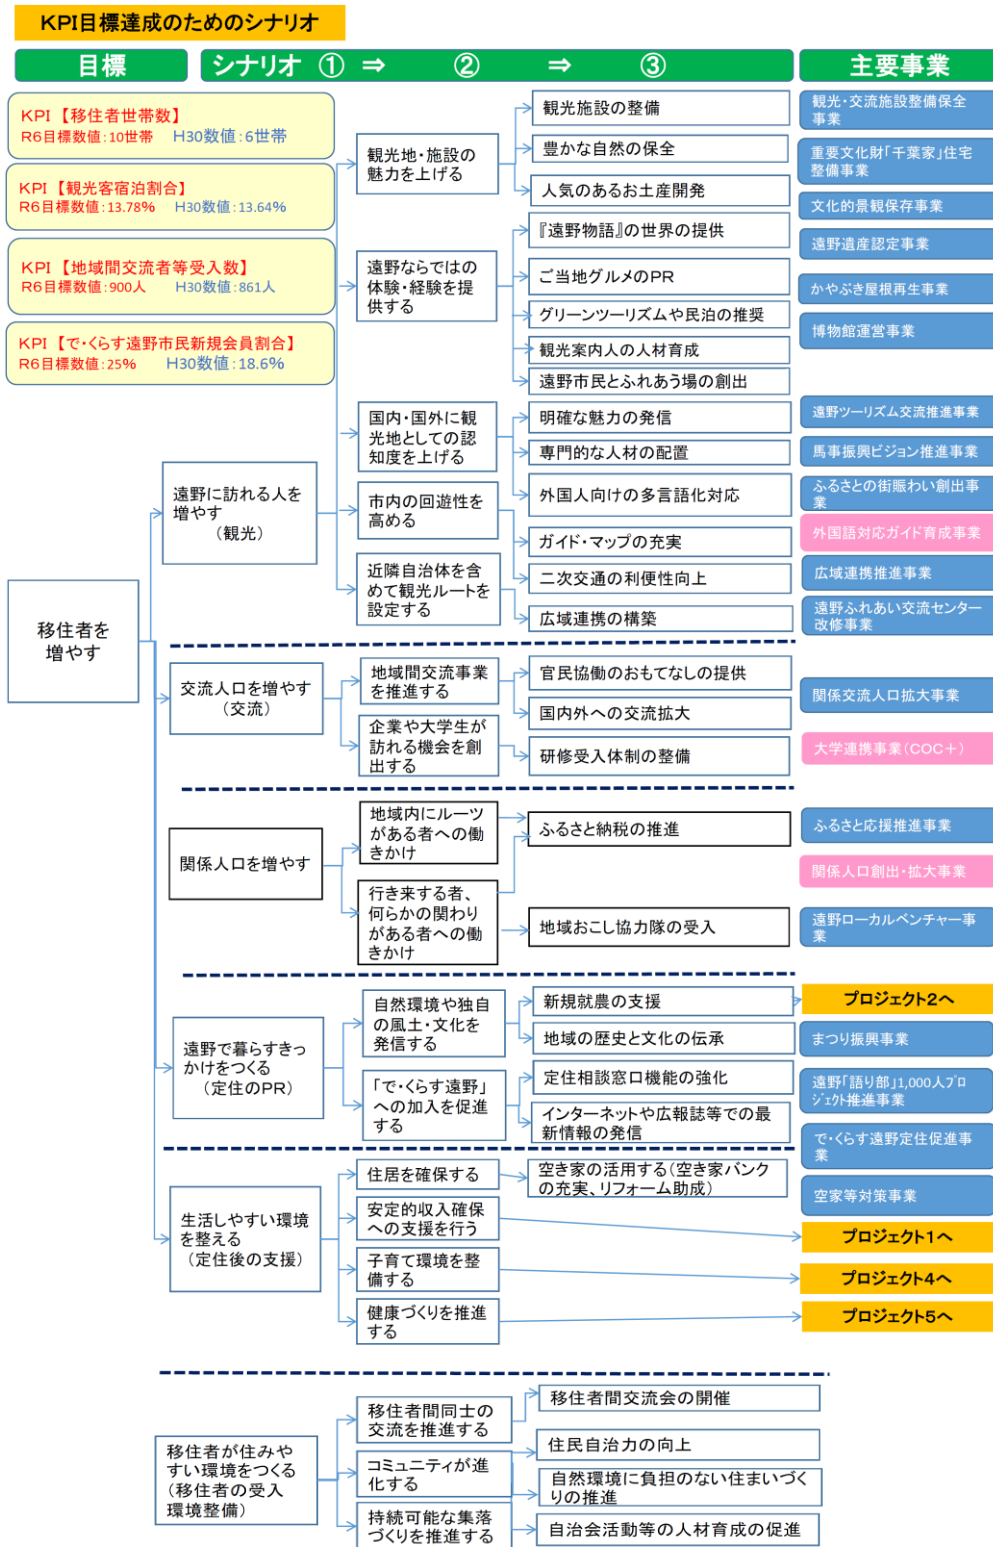 KPI目標達成のためのシナリオ
目標
シナリオ ① ⇒ ② ⇒ ③
主要事業
KPI 【移住者世帯数】
R6目標数値:10世帯 H30数値:6世帯
KPI 【観光客宿泊割合】
R6目標数値:13.78% H30数値:13.64%
KPI 【地域間交流者等受入数】
R6目標数値:900人 H30数値:861人
KPI 【で・くらす遠野市民新規会員割合】
R6目標数値:25% H30数値:18.6%
移住者を
増やす
遠野に訪れる人を
増やす
(観光)
観光地・施設の
魅力を上げる
観光施設の整備
豊かな自然の保全
人気のあるお土産開発
遠野ならではの
体験・経験を提
供する
『遠野物語』の世界の提供
ご当地グルメのPR
グリーンツーリズムや民泊の推奨
観光案内人の人材育成
遠野市民とふれあう場の創出
国内・国外に観
光地としての認
知度を上げる
明確な魅力の発信
専門的な人材の配置
外国人向けの多言語化対応
市内の回遊性を
高める
ガイド・マップの充実
二次交通の利便性向上
近隣自治体を含
めて観光ルートを
設定する
広域連携の構築
観光・交流施設整備保全
事業
重要文化財「千葉家」住宅
整備事業
文化的景観保存事業
遠野遺産認定事業
かやぶき屋根再生事業
博物館運営事業
遠野ツーリズム交流推進事業
馬事振興ビジョン推進事業
ふるさとの街賑わい創出事
業
外国語対応ガイド育成事業
広域連携推進事業
遠野ふれあい交流センター
改修事業
交流人口を増やす
(交流)
地域間交流事業
を推進する
官民協働のおもてなしの提供
国内外への交流拡大
企業や大学生が
訪れる機会を創
出する
研修受入体制の整備
関係交流人口拡大事業
大学連携事業(COC+)
関係人口を増やす
地域内にルーツ
がある者への働
きかけ
ふるさと納税の推進
行き来する者、
何らかの関わり
がある者への働
きかけ
地域おこし協力隊の受入
ふるさと応援推進事業
関係人口創出・拡大事業
遠野ローカルベンチャー事
業
遠野で暮らすきっ
かけをつくる
(定住のPR)
自然環境や独自
の風土・文化を
発信する
新規就農の支援
地域の歴史と文化の伝承
「で・くらす遠野」
への加入を促進
する
定住相談窓口機能の強化
インターネットや広報誌等での最
新情報の発信
プロジェクト2へ
まつり振興事業
遠野「語り部」1,000人プロ
ジェクト推進事業
で・くらす遠野定住促進事
業
生活しやすい環境
を整える
(定住後の支援)
住居を確保する
空き家の活用する(空き家バンク
の充実、リフォーム助成)
空家等対策事業
安定的収入確保
への支援を行う
プロジェクト1へ
子育て環境を整
備する
プロジェクト4へ
健康づくりを推進
する
プロジェクト5へ
移住者が住みや
すい環境をつくる
(移住者の受入
環境整備)
移住者間同士の
交流を推進する
移住者間交流会の開催
コミュニティが進
化する
住民自治力の向上
自然環境に負担のない住まいづく
りの推進
持続可能な集落
づくりを推進する
自治会活動等の人材育成の促進